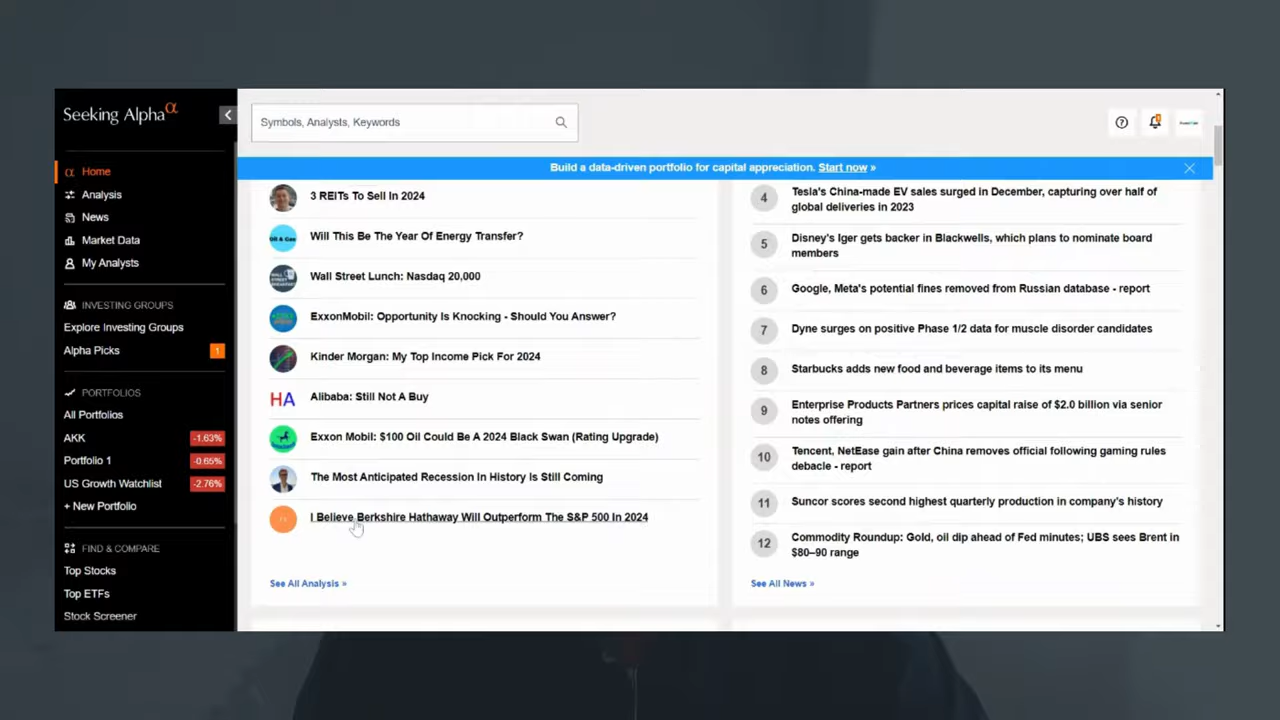 Seeking Alpha α
Home
Analysis
News
Market Data
My Analysts
INVESTING GROUPS
Explore Investing Groups
Alpha Picks 1
PORTFOLIOS
All Portfolios
AKK -1.63%
Portfolio 1 -0.65%
US Growth Watchlist -2.76%
+ New Portfolio
FIND & COMPARE
Top Stocks
Top ETFs
Stock Screener
Symbols, Analysts, Keywords
Build a data-driven portfolio for capital appreciation. Start now »
3 REITs To Sell In 2024
Will This Be The Year Of Energy Transfer?
Wall Street Lunch: Nasdaq 20,000
ExxonMobil: Opportunity Is Knocking - Should You Answer?
Kinder Morgan: My Top Income Pick For 2024
HA Alibaba: Still Not A Buy
Exxon Mobil: $100 Oil Could Be A 2024 Black Swan (Rating Upgrade)
The Most Anticipated Recession In History Is Still Coming
I Believe Berkshire Hathaway Will Outperform The S&P 500 In 2024
See All Analysis »
4 Tesla's China-made EV sales surged in December, capturing over half of
global deliveries in 2023
5 Disney's Iger gets backer in Blackwells, which plans to nominate board
members
6 Google, Meta's potential fines removed from Russian database - report
7 Dyne surges on positive Phase 1/2 data for muscle disorder candidates
8 Starbucks adds new food and beverage items to its menu
9 Enterprise Products Partners prices capital raise of $2.0 billion via senior
notes offering
10 Tencent, NetEase gain after China removes official following gaming rules
debacle - report
11 Suncor scores second highest quarterly production in company's history
12 Commodity Roundup: Gold, oil dip ahead of Fed minutes; UBS sees Brent in
$80–90 range
See All News »